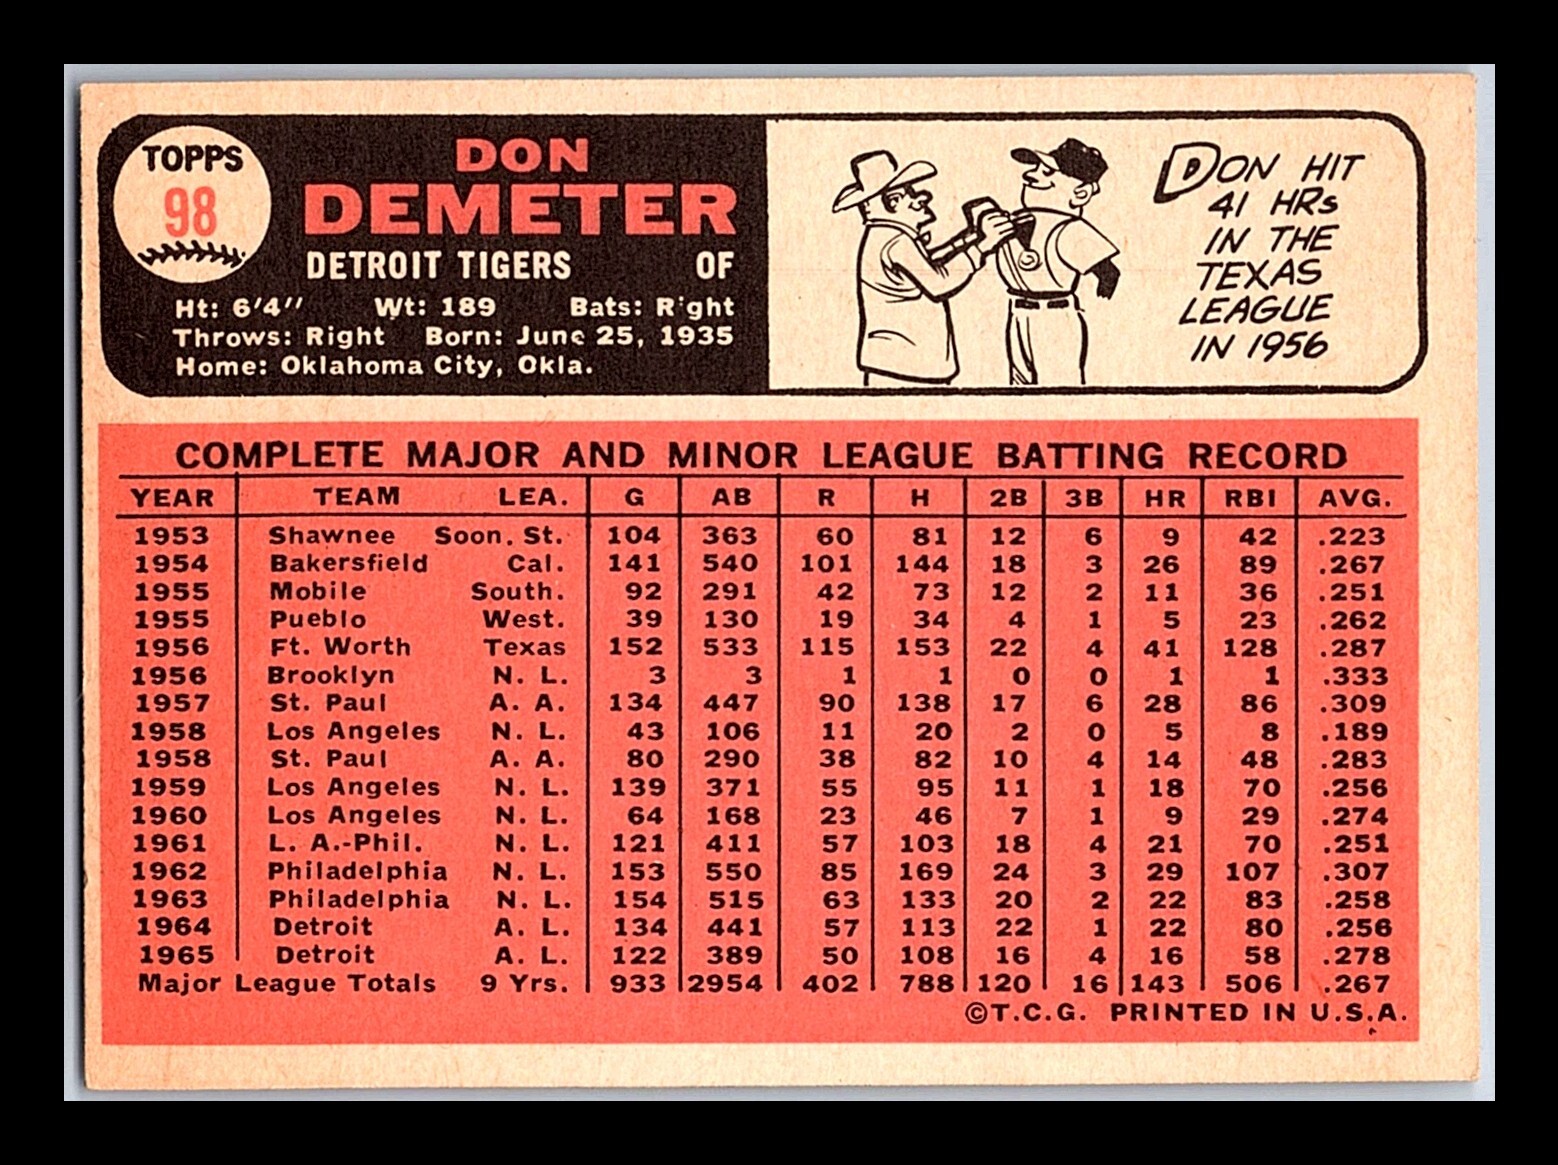 TOPPS
98
DON
DEMETER
DETROIT TIGERS OF
Ht: 6'4'' Wt: 189 Bats: Right
Throws: Right Born: June 25, 1935
Home: Oklahoma City, Okla.
DON HIT
41 HRs
IN THE
TEXAS
LEAGUE
IN 1956
COMPLETE MAJOR AND MINOR LEAGUE BATTING RECORD
YEAR TEAM LEA. G AB R H 2B 3B HR RBI AVG.
1953 Shawnee Soon. St. 104 363 60 81 12 6 9 42 .223
1954 Bakersfield Cal. 141 540 101 144 18 3 26 89 .267
1955 Mobile South. 92 291 42 73 12 2 11 36 .251
1955 Pueblo West. 39 130 19 34 4 1 5 23 .262
1956 Ft. Worth Texas 152 533 115 153 22 4 41 128 .287
1956 Brooklyn N. L. 3 3 1 1 0 0 1 1 .333
1957 St. Paul A. A. 134 447 90 138 17 6 28 86 .309
1958 Los Angeles N. L. 43 106 11 20 2 0 5 8 .189
1958 St. Paul A. A. 80 290 38 82 10 4 14 48 .283
1959 Los Angeles N. L. 139 371 55 95 11 1 18 70 .256
1960 Los Angeles N. L. 64 168 23 46 7 1 9 29 .274
1961 L. A.-Phil. N. L. 121 411 57 103 18 4 21 70 .251
1962 Philadelphia N. L. 153 550 85 169 24 3 29 107 .307
1963 Philadelphia N. L. 154 515 63 133 20 2 22 83 .258
1964 Detroit A. L. 134 441 57 113 22 1 22 80 .256
1965 Detroit A. L. 122 389 50 108 16 4 16 58 .278
Major League Totals 9 Yrs. 933 2954 402 788 120 16 143 506 .267
©T.C.G. PRINTED IN U.S.A.